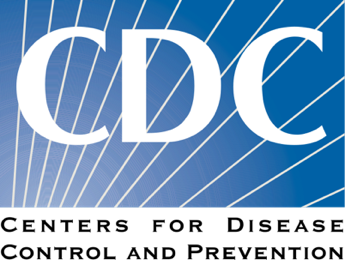 CDC
CENTERS FOR DISEASE
CONTROL AND PREVENTION